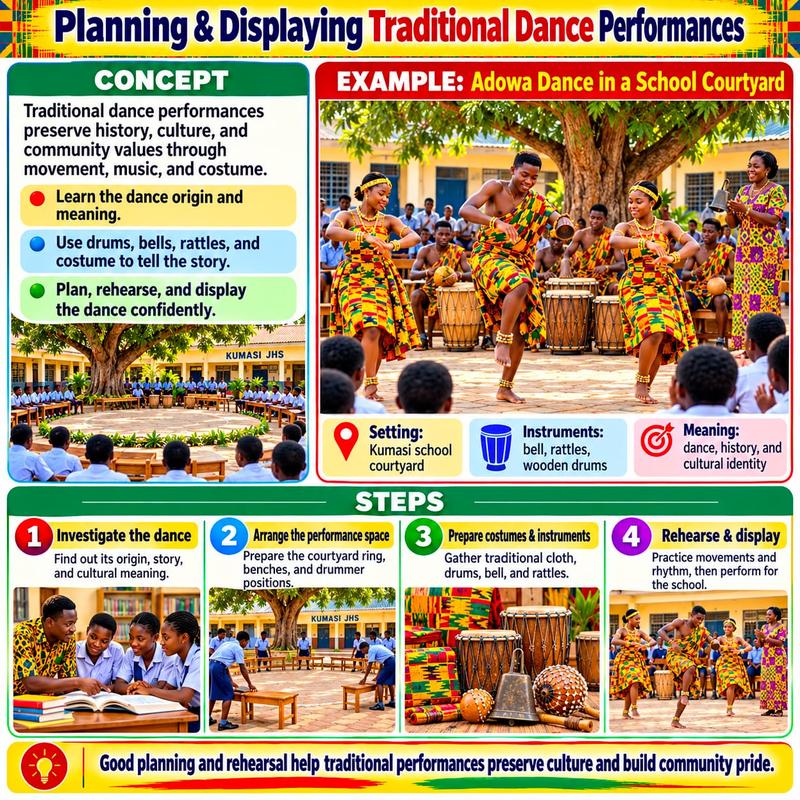 Planning & Displaying Traditional Dance Performances
CONCEPT
Traditional dance performances
preserve history, culture, and
community values through
movement, music, and costume.
Learn the dance origin and
meaning.
Use drums, bells, rattles, and
costume to tell the story.
Plan, rehearse, and display
the dance confidently.
KUMASI JHS
EXAMPLE: Adowa Dance in a School Courtyard
Setting:
Kumasi school
courtyard
Instruments:
bell, rattles,
wooden drums
Meaning:
dance, history, and
cultural identity
STEPS
1 Investigate the dance
Find out its origin, story,
and cultural meaning.
2 Arrange the performance space
Prepare the courtyard ring,
benches, and drummer
positions.
KUMASI JHS
3 Prepare costumes & instruments
Gather traditional cloth,
drums, bell, and rattles.
4 Rehearse & display
Practice movements and
rhythm, then perform for
the school.
Good planning and rehearsal help traditional performances preserve culture and build community pride.